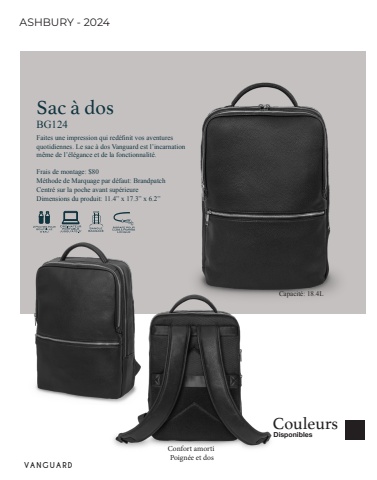 ASHBURY - 2024
Sac à dos
BG124
Faites une impression qui redéfinit vos aventures
quotidiennes. Le sac à dos Vanguard est l'incarnation
même de l'élégance et de la fonctionnalité.
Frais de montage: $80
Méthode de Marquage par défaut: Brandpatch
Centré sur la poche avant supérieure
Dimensions du produit: 11.4" x 17.3" x 6.2"
Capacité: 18.4L
Couleurs
Disponibles
Confort amorti
Poignée et dos
VANGUARD